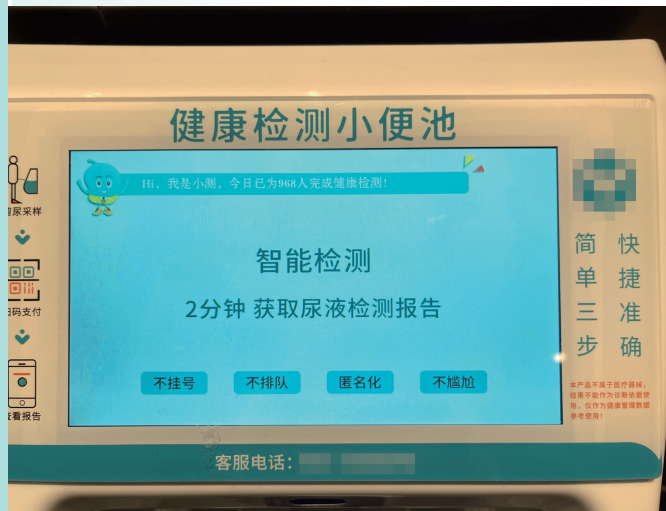 健康检测小便池
Hi，我是小测，今日已为968人完成健康检测！
智能检测
2分钟 获取尿液检测报告
不挂号 不排队 匿名化 不尴尬
尿采样
码支付
看报告
快捷准确
简单三步
本产品不属于医疗器械，
结果不能作为诊断依据使
用，仅作为健康管理数据
参考使用！
客服电话：